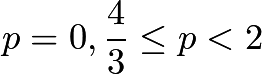 $p = 0, \frac{4}{3} \leq p < 2$